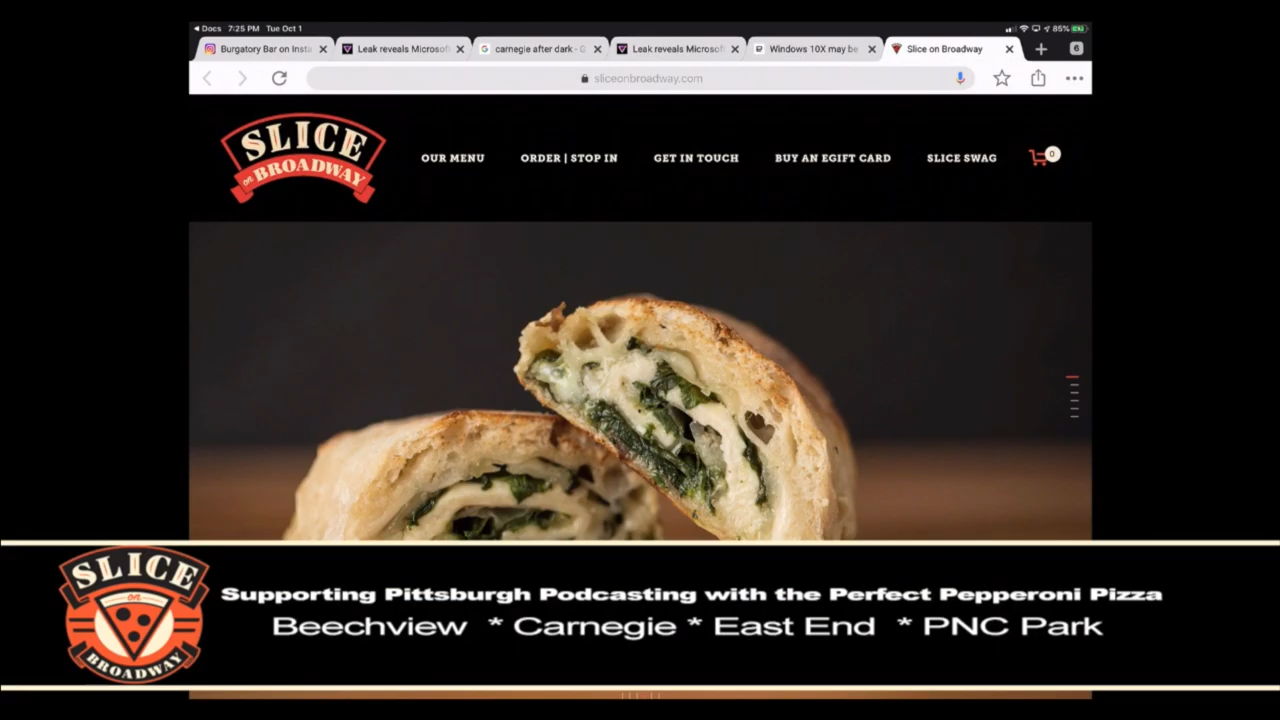 Docs 7:25 PM Tue Oct 1 85%
Burgatory Bar on Insta
Leak reveals Microsof
carnegie after dark - G
Leak reveals Microsof
Windows 10X may be
Slice on Broadway
6
sliceonbroadway.com
SLICE
on BROADWAY
OUR MENU
ORDER | STOP IN
GET IN TOUCH
BUY AN EGIFT CARD
SLICE SWAG
0
SLICE
on
BROADWAY
Supporting Pittsburgh Podcasting with the Perfect Pepperoni Pizza
Beechview * Carnegie * East End * PNC Park